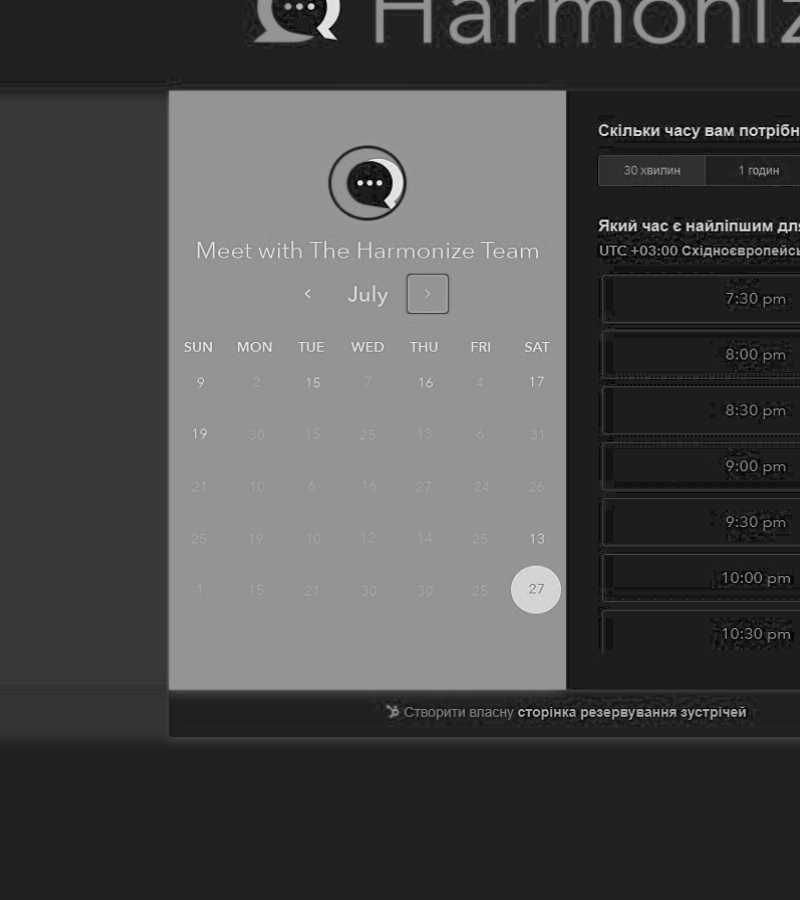 Harmoniz
Meet with The Harmonize Team
July
SUN MON TUE WED THU FRI SAT
9 2 15 7 16 4 17
19 30 15 25 13 6 31
21 10 6 16 27 24 26
25 19 10 12 14 25 13
1 15 21 30 30 25 27
Скільки часу вам потрібн
30 хвилин 1 годин
Який час є найліпшим для
UTC +03:00 Східноєвропейсь
7:30 pm
8:00 pm
8:30 pm
9:00 pm
9:30 pm
10:00 pm
10:30 pm
Створити власну сторінка резервування зустрічей